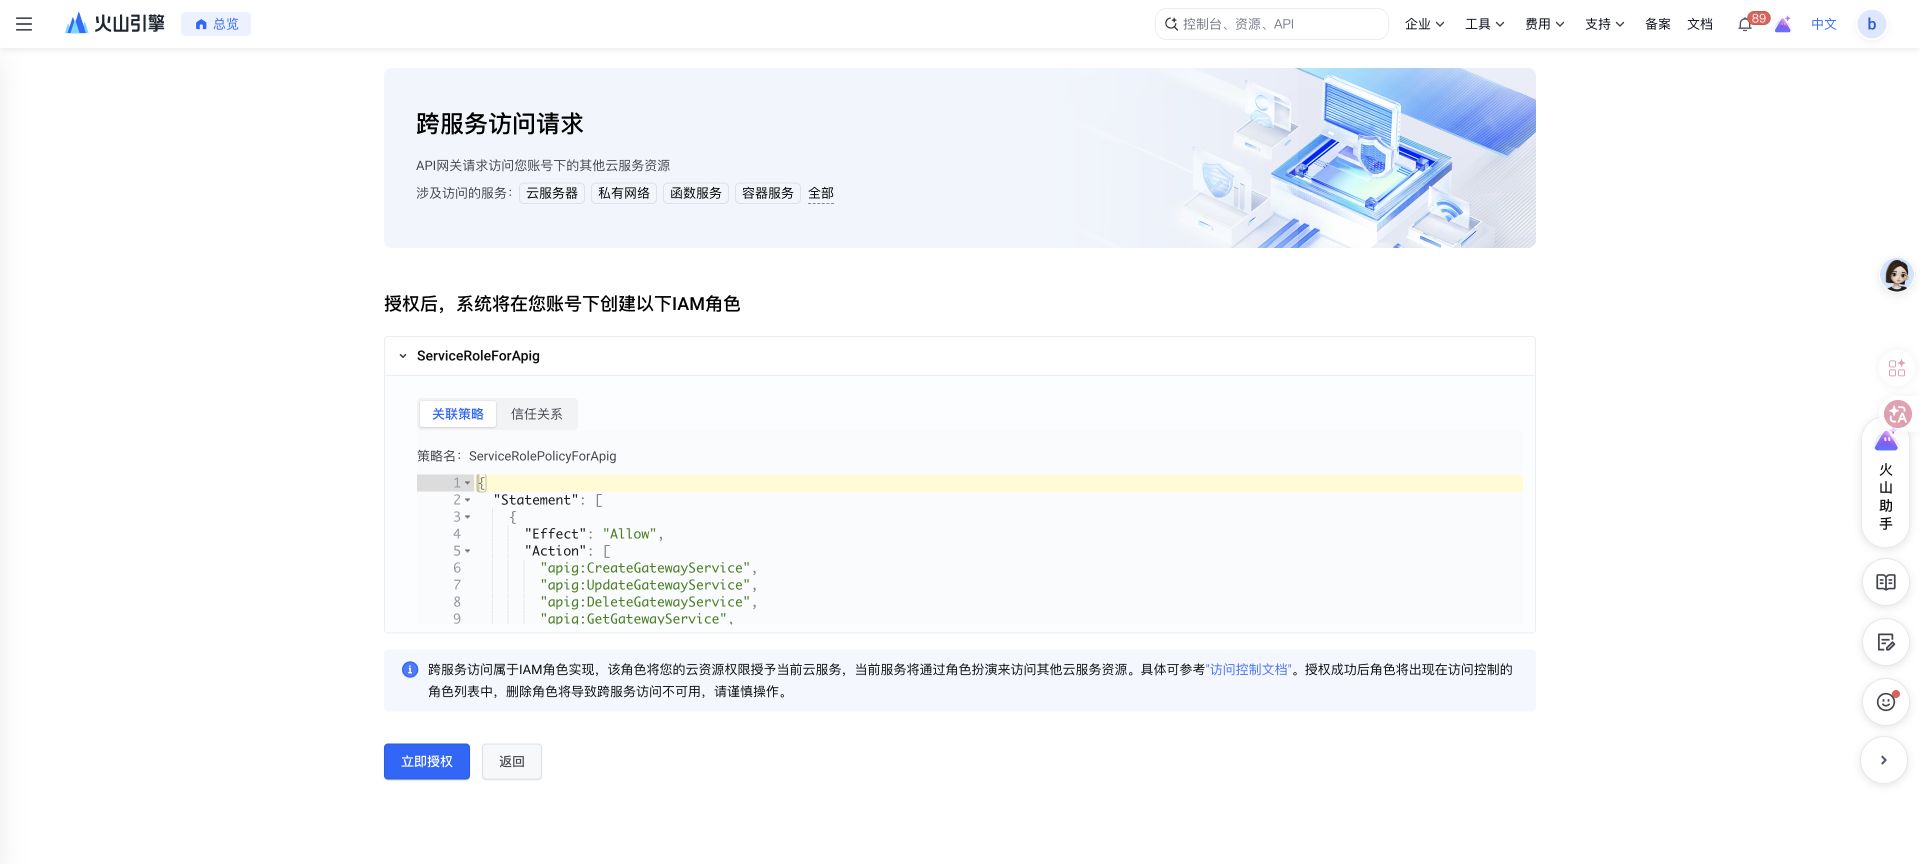 火山引擎
总览
控制台、资源、API
企业
工具
费用
支持
备案
文档
89
中文
b
跨服务访问请求
API网关请求访问您账号下的其他云服务资源
涉及访问的服务： 云服务器 私有网络 函数服务 容器服务 全部
授权后，系统将在您账号下创建以下IAM角色
ServiceRoleForApig
关联策略 信任关系
策略名： ServiceRolePolicyForApig
1 {
2 "Statement": [
3 {
4 "Effect": "Allow",
5 "Action": [
6 "apig:CreateGatewayService",
7 "apig:UpdateGatewayService",
8 "apig:DeleteGatewayService",
9 "apig:GetGatewayService",
跨服务访问属于IAM角色实现，该角色将您的云资源权限授予当前云服务，当前服务将通过角色扮演来访问其他云服务资源。具体可参考"访问控制文档"。授权成功后角色将出现在访问控制的
角色列表中，删除角色将导致跨服务访问不可用，请谨慎操作。
立即授权 返回
火山助手